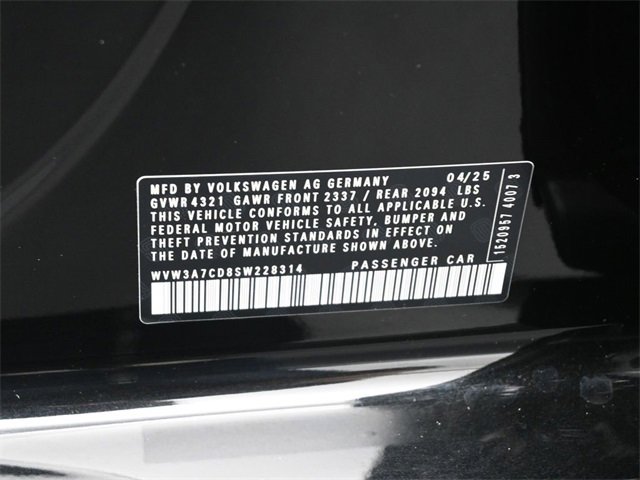 MFD BY VOLKSWAGEN AG GERMANY 04/25
GVWR 4321 GAWR FRONT 2337 / REAR 2094 LBS
THIS VEHICLE CONFORMS TO ALL APPLICABLE U.S.
FEDERAL MOTOR VEHICLE SAFETY, BUMPER AND
THEFT PREVENTION STANDARDS IN EFFECT ON
THE DATE OF MANUFACTURE SHOWN ABOVE.
WVW3A7CD8SW228314 PASSENGER CAR
1520957 4007 3